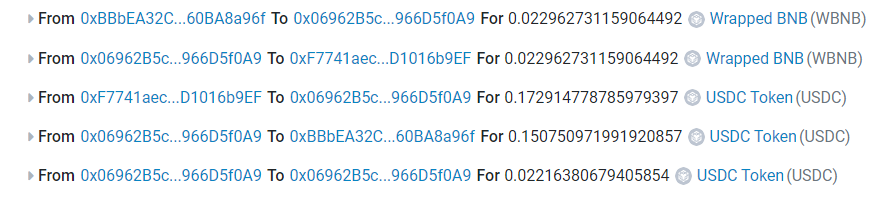 From 0xBBbEA32C...60BA8a96f To 0x06962B5c...966D5f0A9 For 0.022962731159064492 Wrapped BNB (WBNB)
From 0x06962B5c...966D5f0A9 To 0xF7741aec...D1016b9EF For 0.022962731159064492 Wrapped BNB (WBNB)
From 0xF7741aec...D1016b9EF To 0x06962B5c...966D5f0A9 For 0.172914778785979397 USDC Token (USDC)
From 0x06962B5c...966D5f0A9 To 0xBBbEA32C...60BA8a96f For 0.150750971991920857 USDC Token (USDC)
From 0x06962B5c...966D5f0A9 To 0x06962B5c...966D5f0A9 For 0.02216380679405854 USDC Token (USDC)